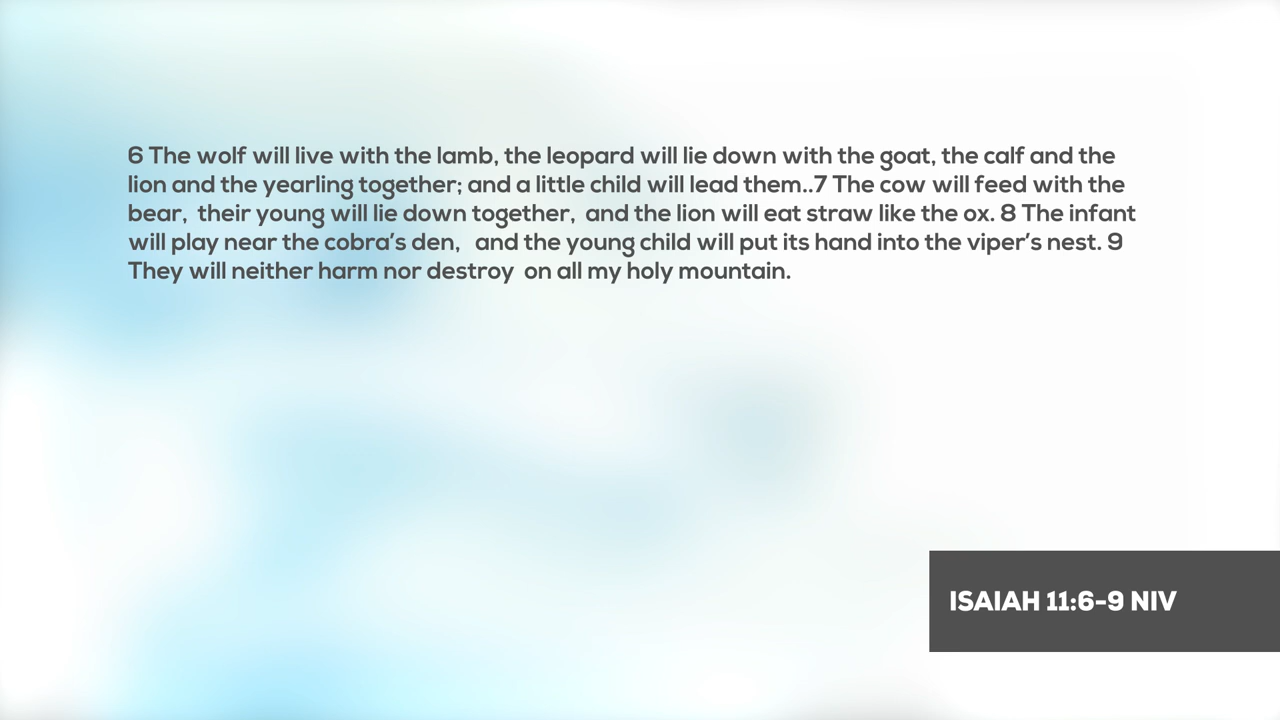 6 The wolf will live with the lamb, the leopard will lie down with the goat, the calf and the
lion and the yearling together; and a little child will lead them..7 The cow will feed with the
bear,  their young will lie down together,  and the lion will eat straw like the ox. 8 The infant
will play near the cobra’s den,   and the young child will put its hand into the viper’s nest. 9
They will neither harm nor destroy  on all my holy mountain.
ISAIAH 11:6-9 NIV